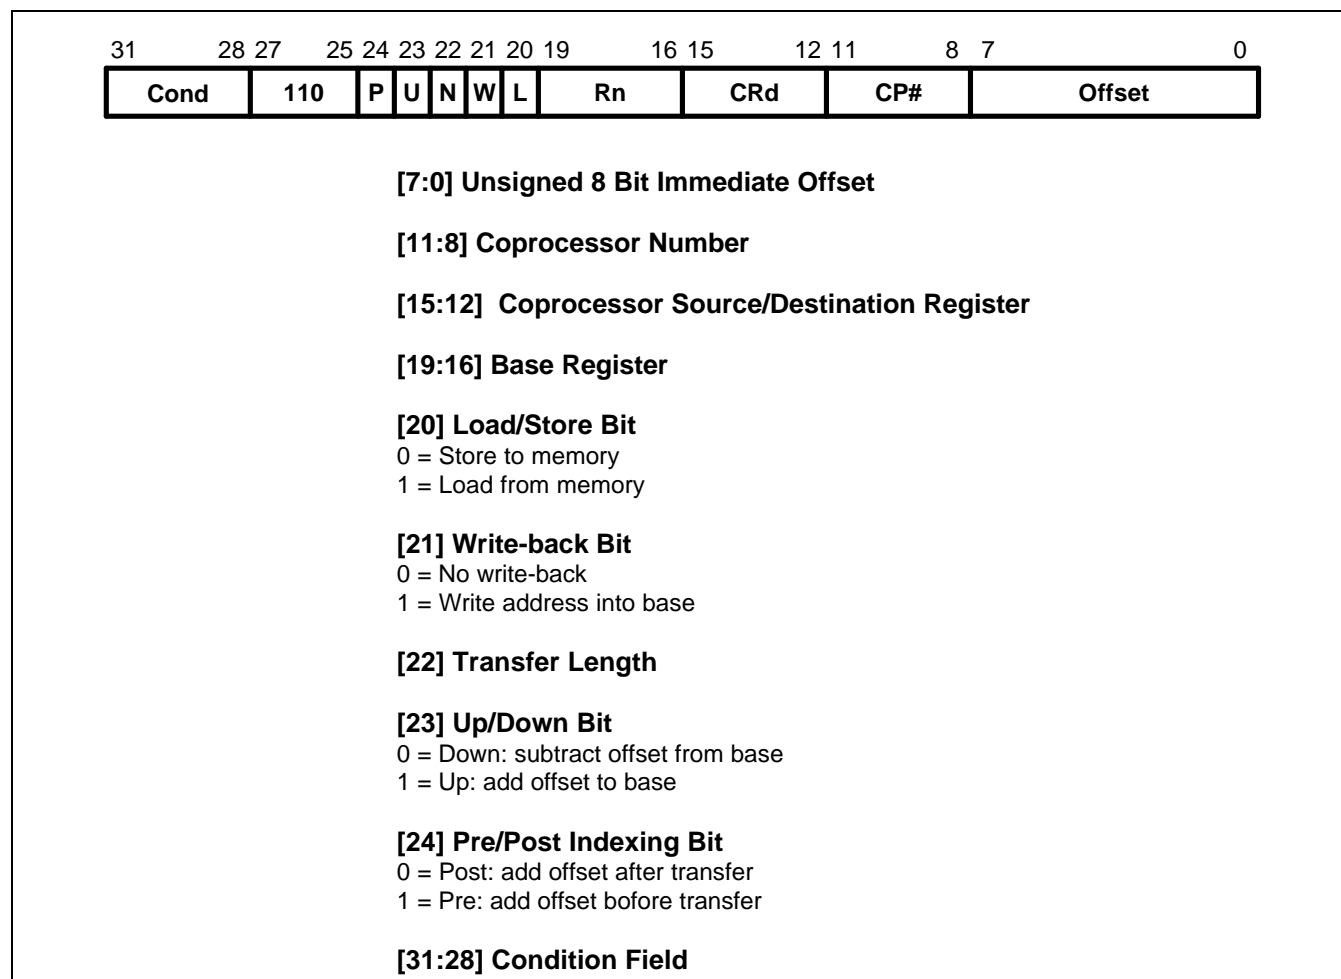 31 28 27 25 24 23 22 21 20 19 16 15 12 11 8 7 0
Cond 110 P U N W L Rn CRd CP# Offset
[7:0] Unsigned 8 Bit Immediate Offset
[11:8] Coprocessor Number
[15:12] Coprocessor Source/Destination Register
[19:16] Base Register
[20] Load/Store Bit
0 = Store to memory
1 = Load from memory
[21] Write-back Bit
0 = No write-back
1 = Write address into base
[22] Transfer Length
[23] Up/Down Bit
0 = Down: subtract offset from base
1 = Up: add offset to base
[24] Pre/Post Indexing Bit
0 = Post: add offset after transfer
1 = Pre: add offset bofore transfer
[31:28] Condition Field